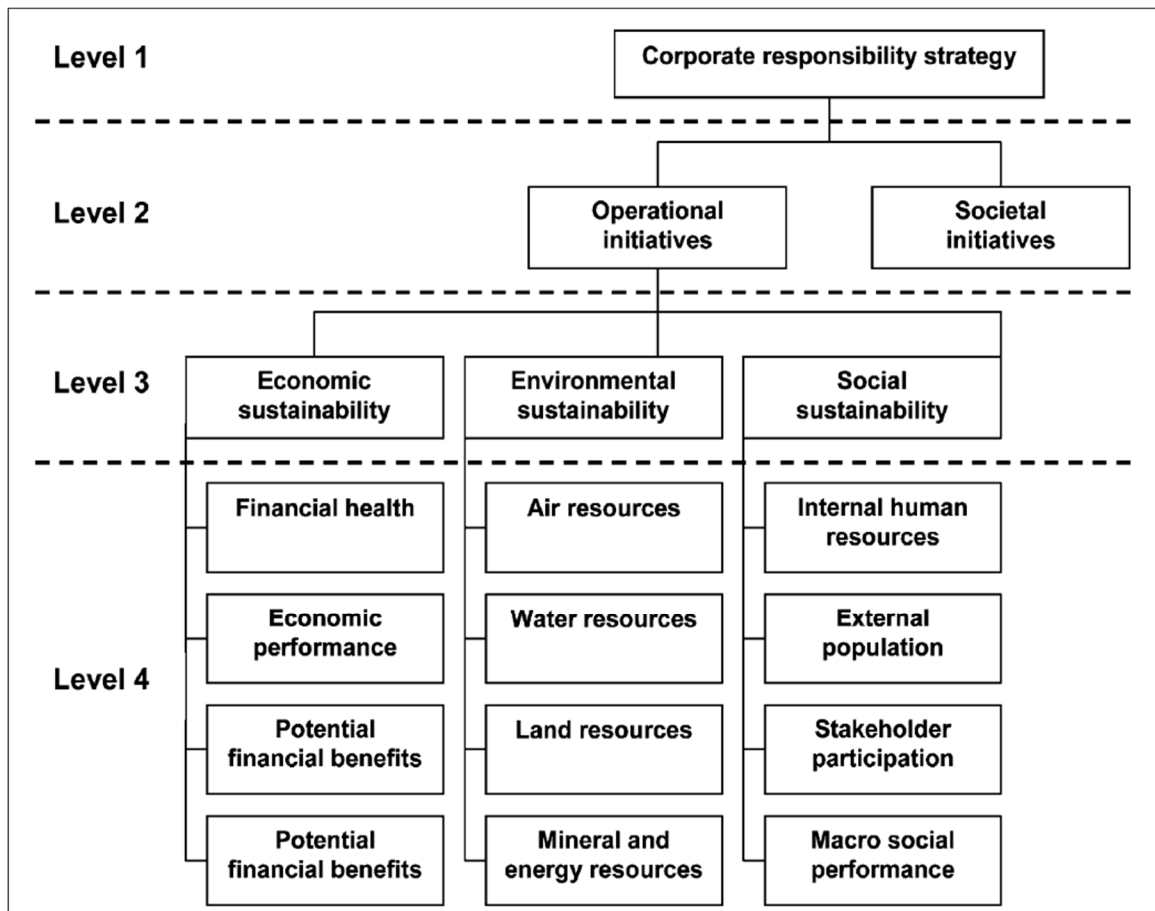 Level 1
Corporate responsibility strategy
Level 2
Operational
initiatives
Societal
initiatives
Level 3
Economic
sustainability
Environmental
sustainability
Social
sustainability
Level 4
Financial health
Air resources
Internal human
resources
Economic
performance
Water resources
External
population
Potential
financial benefits
Land resources
Stakeholder
participation
Potential
financial benefits
Mineral and
energy resources
Macro social
performance